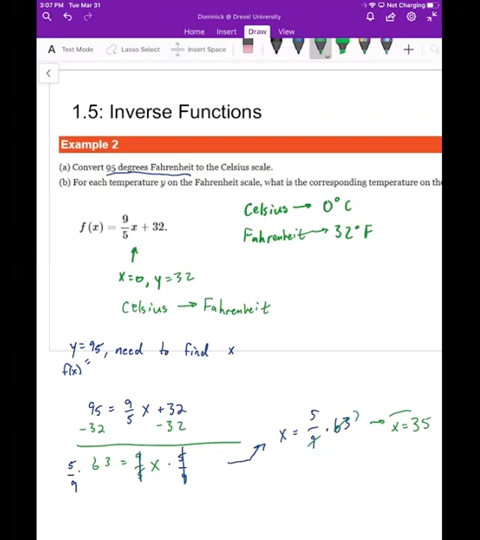 3:07 PM Tue Mar 31
Not Charging
Dominick @ Drexel University
Home Insert Draw View
Text Mode Lasso Select Insert Space
1.5: Inverse Functions
Example 2
(a) Convert 95 degrees Fahrenheit to the Celsius scale.
(b) For each temperature y on the Fahrenheit scale, what is the corresponding temperature on the
f(x) = 9/5 x + 32.
Celsius → 0°C
Fahrenheit → 32°F
x=0, y=32
Celsius → Fahrenheit
y=95, need to find x
f(x)=
95 = 9/5 x + 32
-32 -32
5/9 · 63 = 9/5 x · 5/9
x = 5/9 · 63 7 → x=35